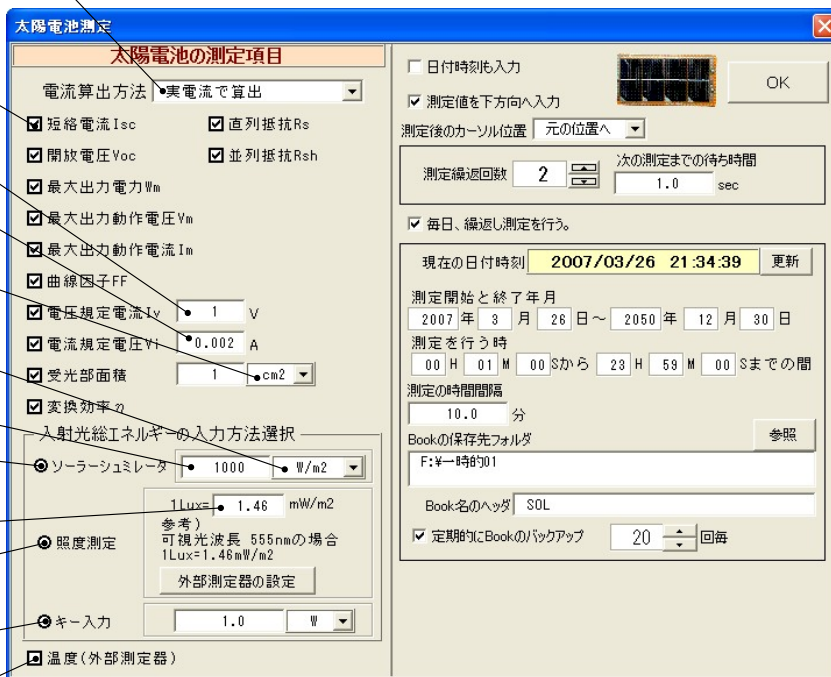 太陽電池測定
太陽電池の測定項目
電流算出方法 実電流で算出
短絡電流Isc 直列抵抗Rs
開放電圧Voc 並列抵抗Rsh
最大出力電力Wm
最大出力動作電圧Vm
最大出力動作電流Im
曲線因子FF
電圧規定電流Iv 1 V
電流規定電圧Vi 0.002 A
受光部面積 1 cm2
変換効率η
入射光総エネルギーの入力方法選択
ソーラーシュミレータ 1000 W/m2
1Lux= 1.46 mW/m2
参考)
可視光波長 555nmの場合
1Lux=1.46mW/m2
照度測定
外部測定器の設定
キー入力 1.0 W
温度(外部測定器)
日付時刻も入力
OK
測定値を下方向へ入力
測定後のカーソル位置 元の位置へ
測定繰返回数 2 次の測定までの待ち時間
1.0 sec
毎日、繰返し測定を行う。
現在の日付時刻 2007/03/26 21:34:39 更新
測定開始と終了年月
2007 年 3 月 26 日～ 2050 年 12 月 30 日
測定を行う時
00 H 01 M 00 Sから 23 H 59 M 00 Sまでの間
測定の時間間隔
10.0 分
Bookの保存先フォルダ 参照
F:¥一時的01
Book名のヘッダ SOL
定期的にBookのバックアップ 20 回毎